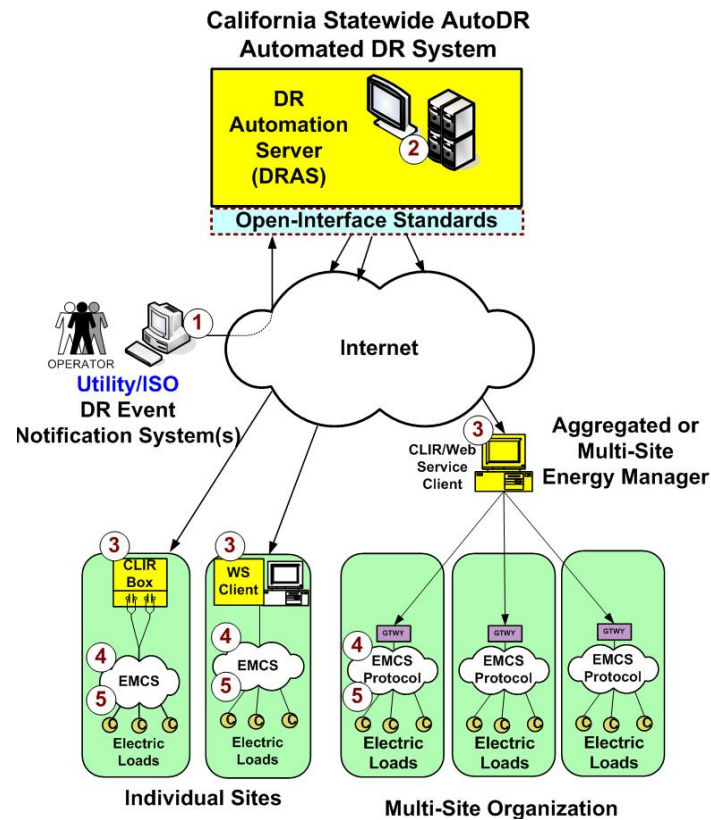 California Statewide AutoDR
Automated DR System
DR
Automation
Server
(DRAS)
2
Open-Interface Standards
1
OPERATOR
Utility/ISO
DR Event
Notification System(s)
Internet
3
CLIR/Web
Service
Client
Aggregated or
Multi-Site
Energy Manager
3
CLIR
Box
4
EMCS
5
Electric
Loads
3
WS
Client
4
EMCS
5
Electric
Loads
Individual Sites
GTWY
4
EMCS
Protocol
5
Electric
Loads
GTWY
EMCS
Protocol
Electric
Loads
GTWY
EMCS
Protocol
Electric
Loads
Multi-Site Organization